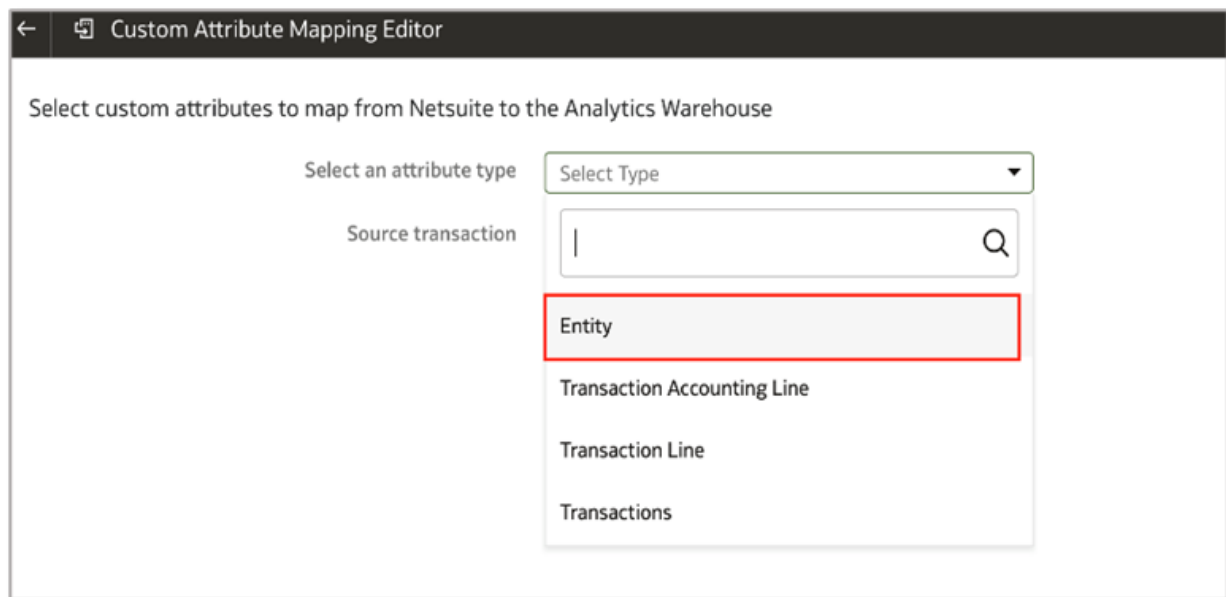 Custom Attribute Mapping Editor
Select custom attributes to map from Netsuite to the Analytics Warehouse
Select an attribute type
Select Type
Source transaction
Entity
Transaction Accounting Line
Transaction Line
Transactions